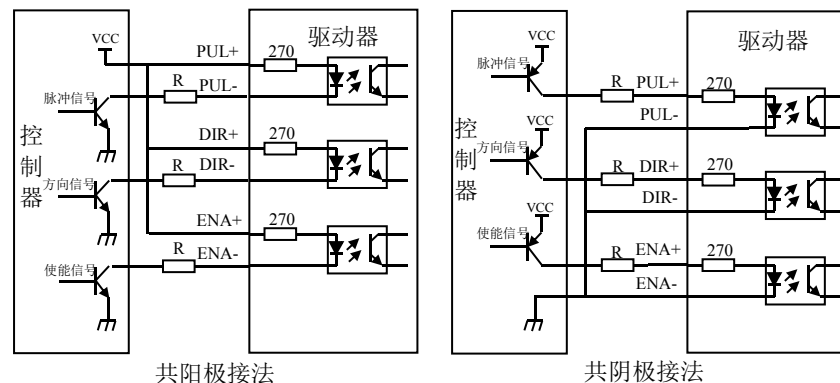 控制器
驱动器
VCC
PUL+
270
脉冲信号
R
PUL-
DIR+
270
方向信号
R
DIR-
ENA+
270
使能信号
R
ENA-
共阳极接法
控制器
驱动器
VCC
脉冲信号
R
PUL+
270
PUL-
VCC
方向信号
R
DIR+
270
DIR-
VCC
使能信号
R
ENA+
270
ENA-
共阴极接法